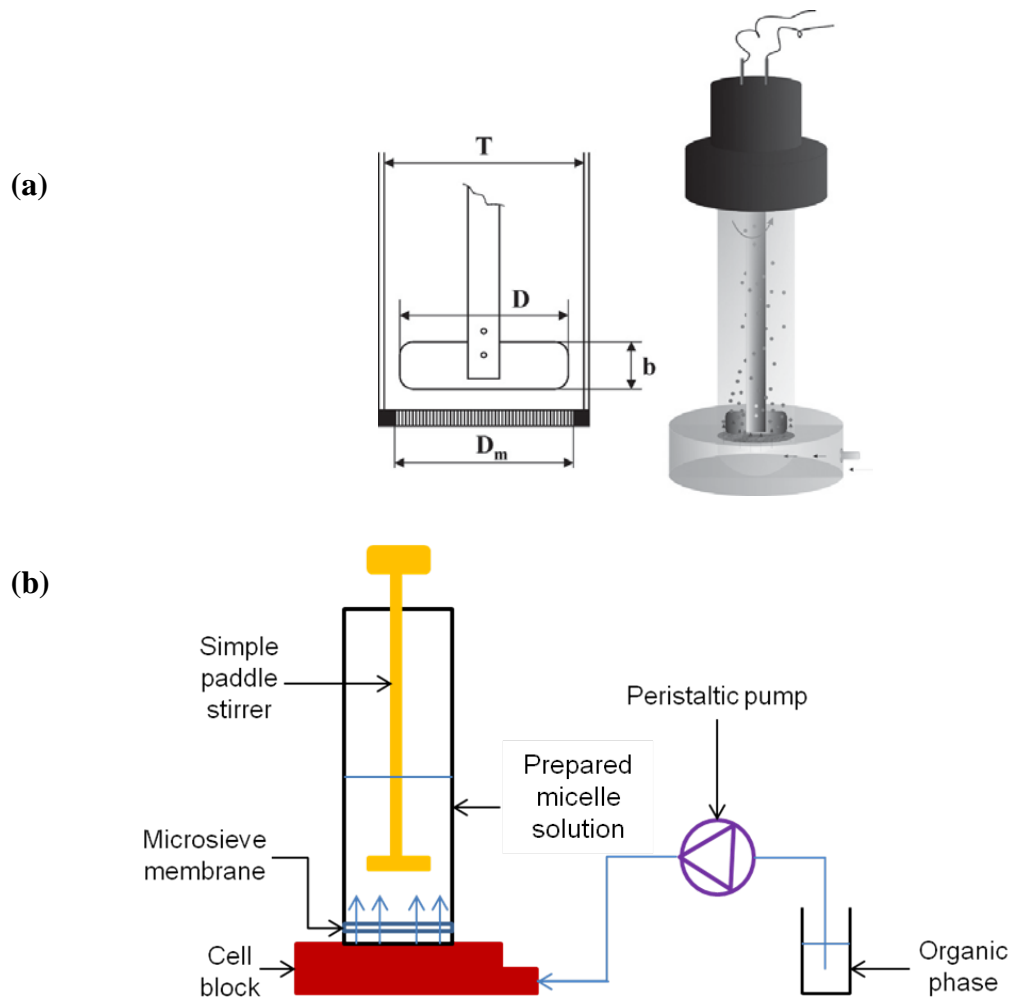 (a)
T
D
b
Dm
(b)
Simple
paddle
stirrer
Peristaltic pump
Prepared
micelle
solution
Microsieve
membrane
Cell
block
Organic
phase